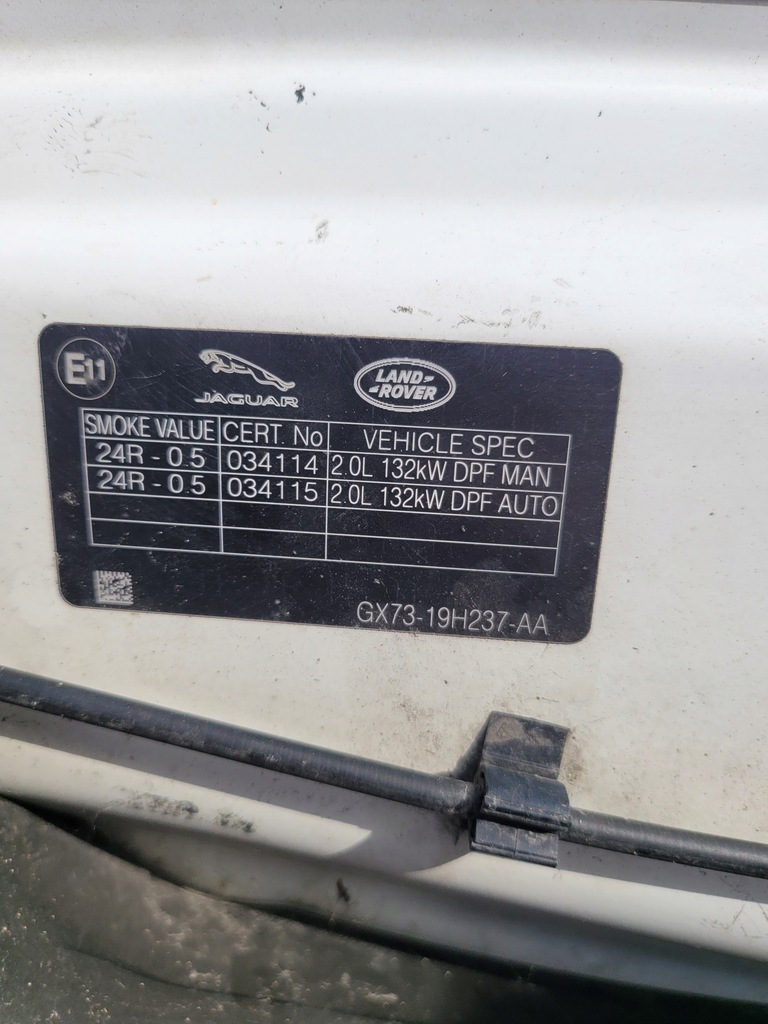 E11
JAGUAR
LAND-
-ROVER
SMOKE VALUE CERT. No VEHICLE SPEC
24R - 0.5 034114 2.0L 132kW DPF MAN
24R - 0.5 034115 2.0L 132kW DPF AUTO
GX73-19H237-AA